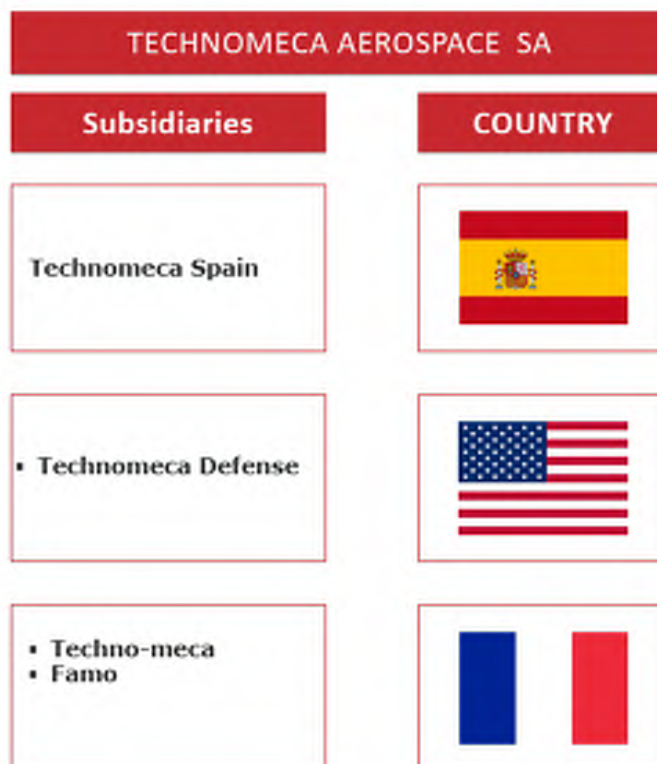 TECHNOMECA AEROSPACE SA
Subsidiaries
COUNTRY
Technomeca Spain
▪ Technomeca Defense
▪ Techno-meca
▪ Famo